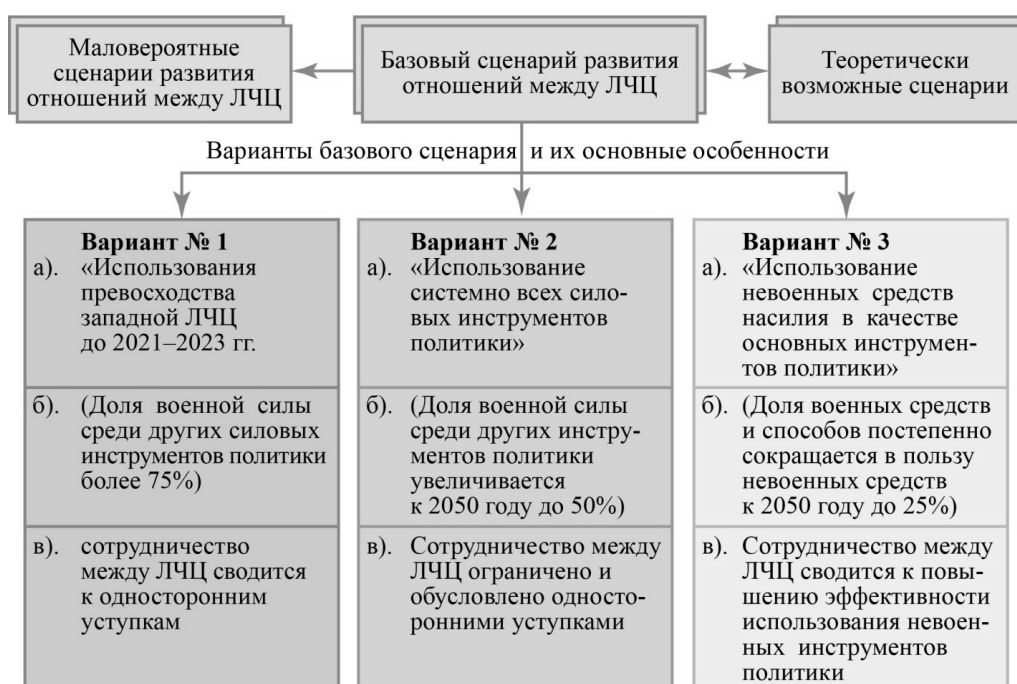 Маловероятные
сценарии развития
отношений между ЛЧЦ
Базовый сценарий развития
отношений между ЛЧЦ
Теоретически
возможные сценарии
Варианты базового сценария и их основные особенности
Вариант № 1
а). «Использования
превосходства
западной ЛЧЦ
до 2021–2023 гг.
б). (Доля военной силы
среди других силовых
инструментов политики
более 75%)
в). сотрудничество
между ЛЧЦ сводится
к односторонним
уступкам
Вариант № 2
а). «Использование
системно всех сило-
вых инструментов
политики»
б). (Доля военной силы
среди других инстру-
ментов политики
увеличивается
к 2050 году до 50%)
в). Сотрудничество между
ЛЧЦ ограничено и
обусловлено односто-
ронними уступками
Вариант № 3
а). «Использование
невоенных средств
насилия в качестве
основных инструмен-
тов политики»
б). (Доля военных средств
и способов постепенно
сокращается в пользу
невоенных средств
к 2050 году до 25%)
в). Сотрудничество между
ЛЧЦ сводится к повы-
шению эффективности
использования невоен-
ных инструментов
политики